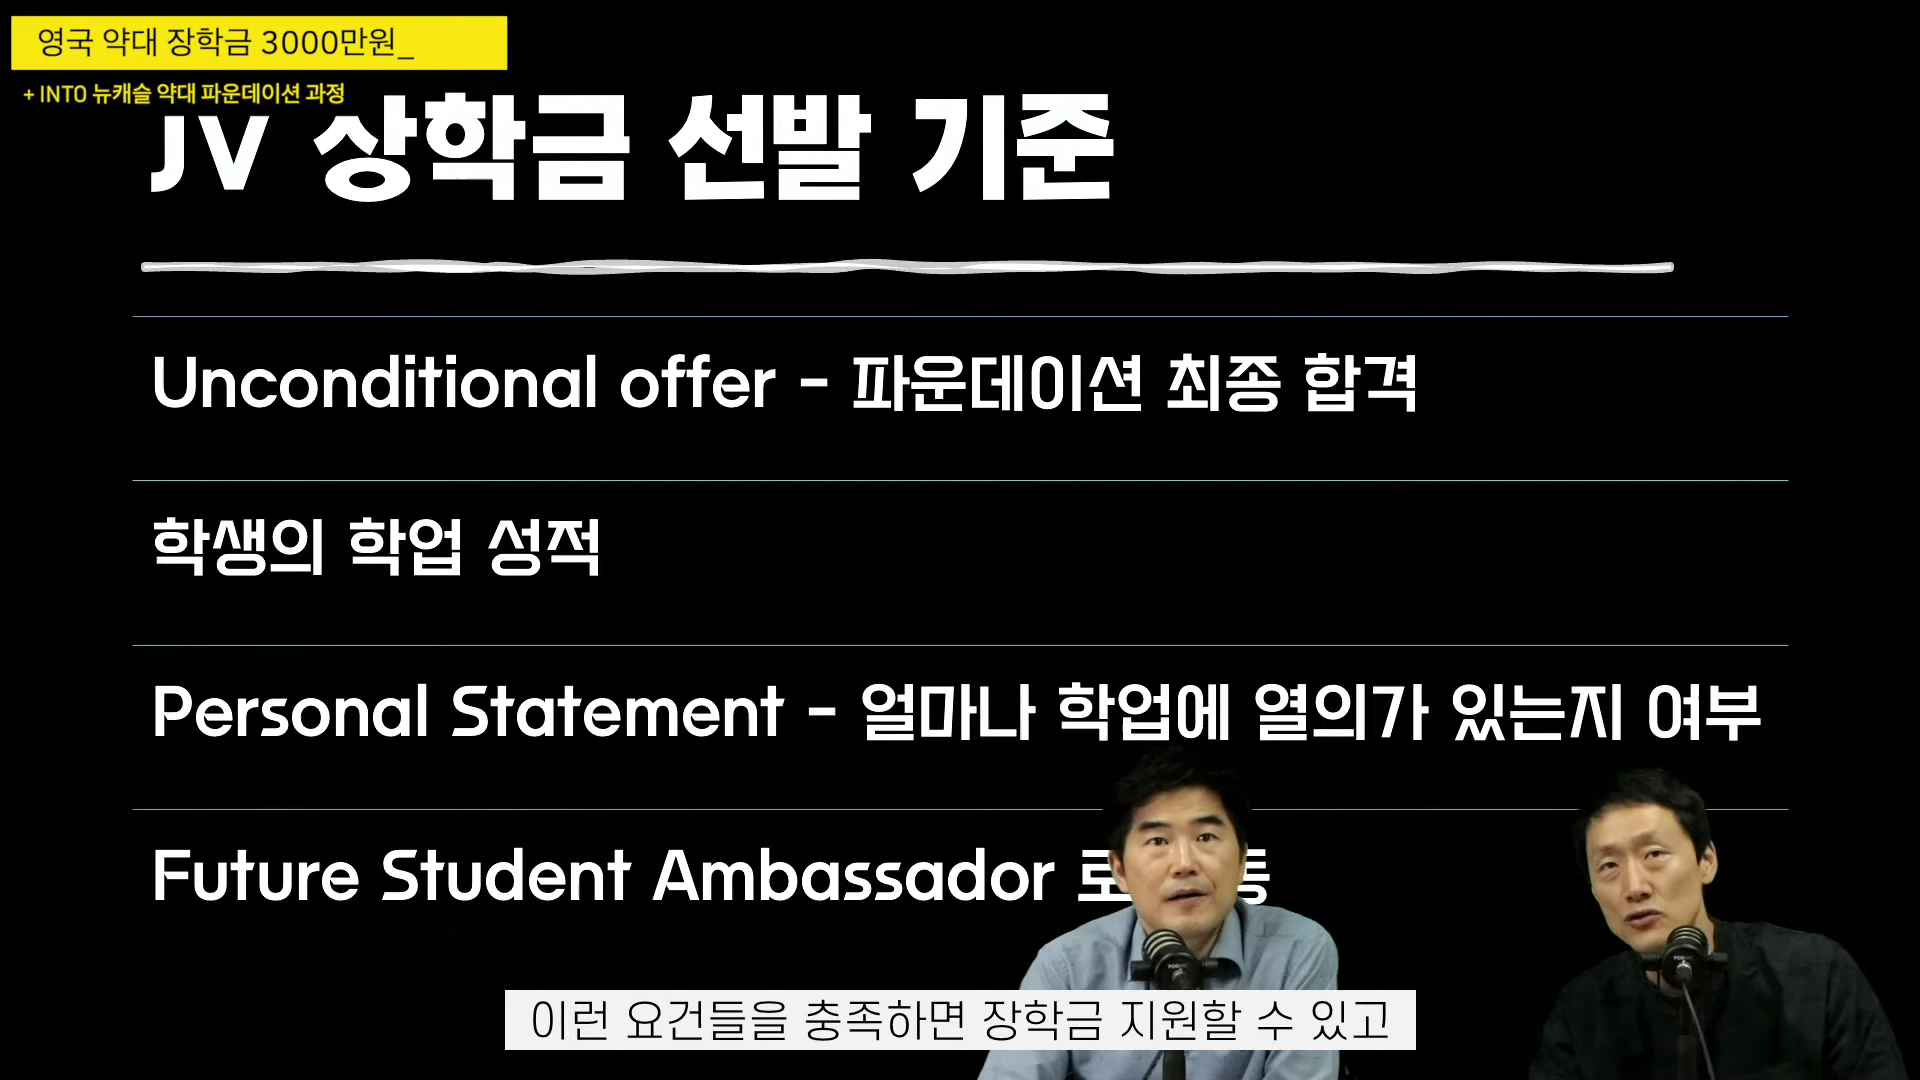 영국 약대 장학금 3000만원_
+ INTO 뉴캐슬 약대 파운데이션 과정
JV 상학금 선발 기준
Unconditional offer - 파운데이션 최종 합격
학생의 학업 성적
Personal Statement - 얼마나 학업에 열의가 있는지 여부
Future Student Ambassador
이런 요건들을 충족하면 장학금 지원할 수 있고